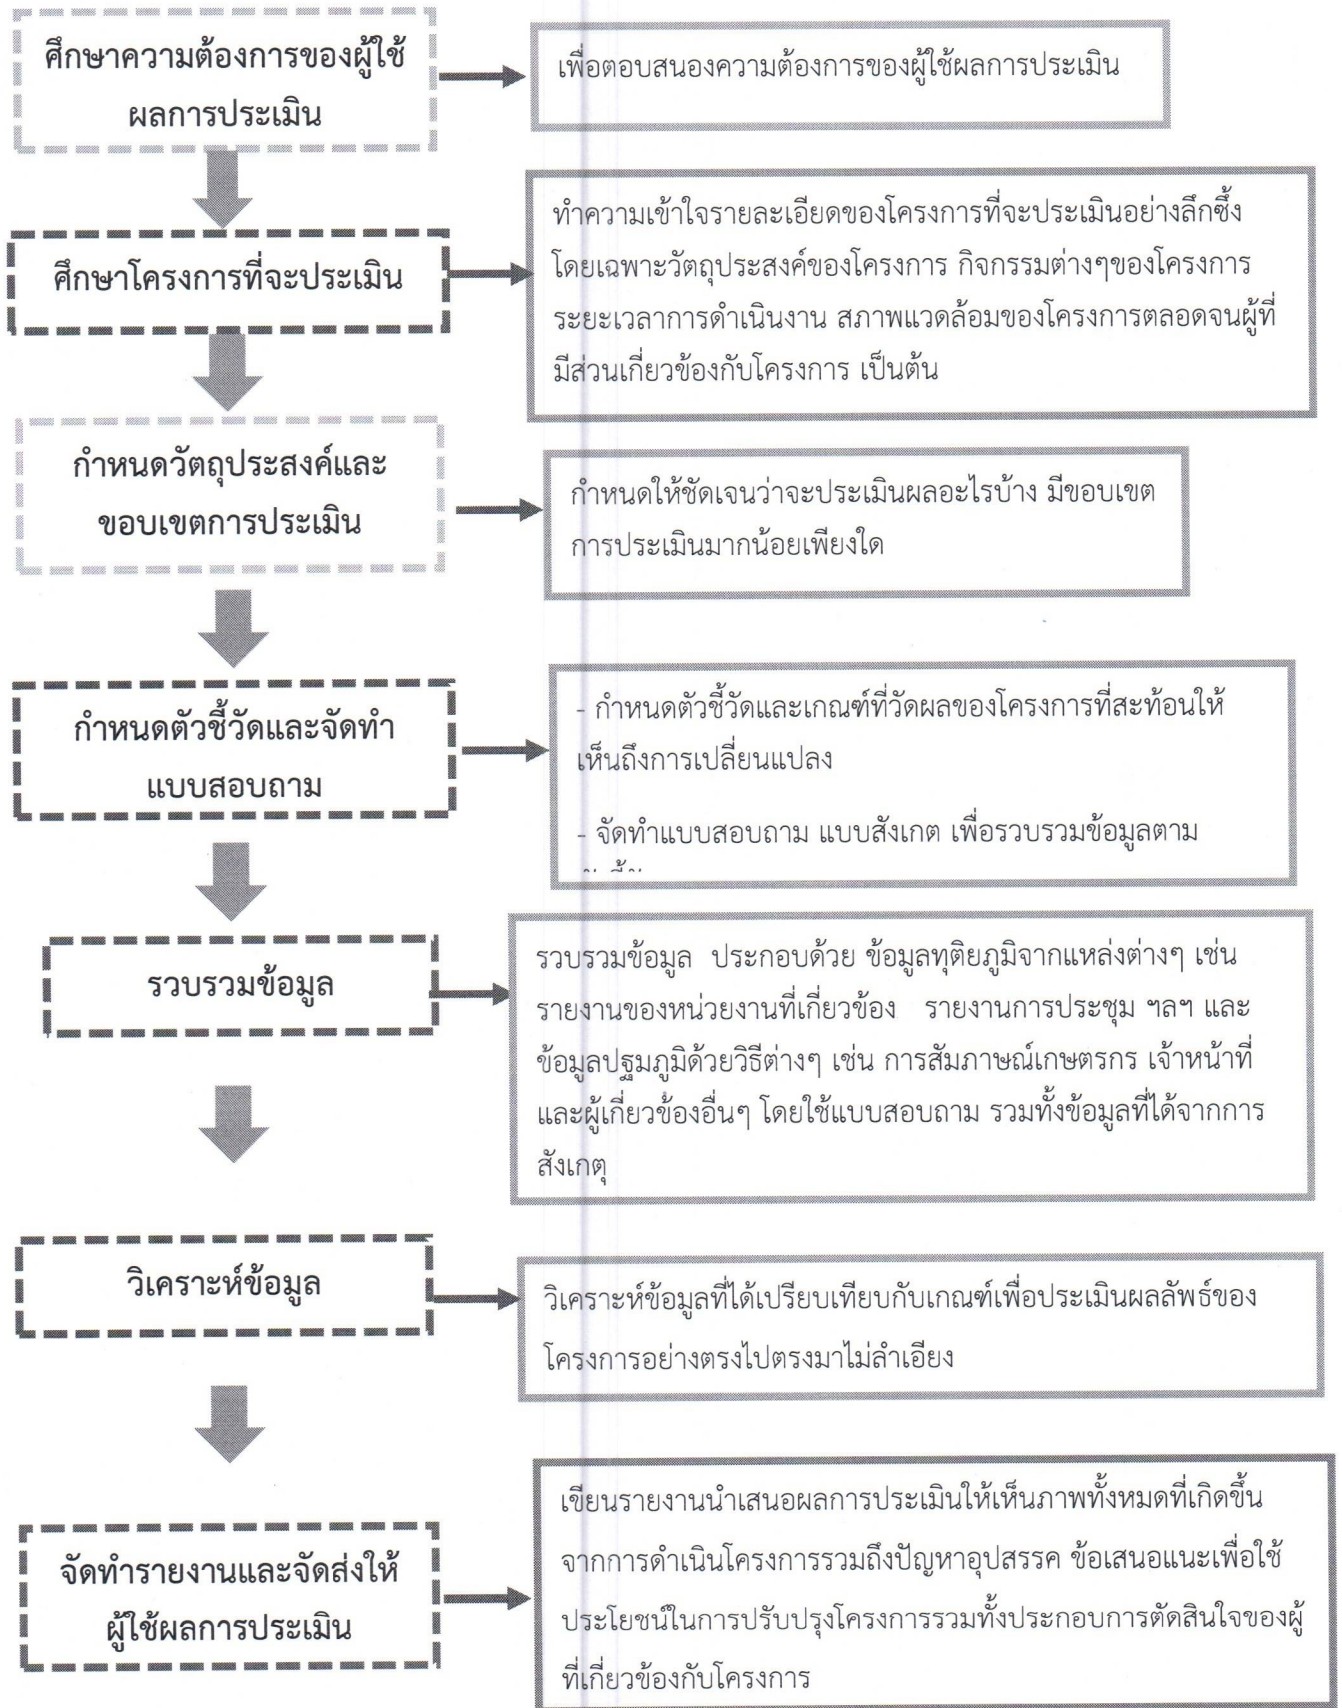 ศึกษาความต้องการของผู้ใช้
ผลการประเมิน
เพื่อตอบสนองความต้องการของผู้ใช้ผลการประเมิน
ศึกษาโครงการที่จะประเมิน
ทำความเข้าใจรายละเอียดของโครงการที่จะประเมินอย่างลึกซึ้ง
โดยเฉพาะวัตถุประสงค์ของโครงการ กิจกรรมต่างๆของโครงการ
ระยะเวลาการดำเนินงาน สภาพแวดล้อมของโครงการตลอดจนผู้ที่
มีส่วนเกี่ยวข้องกับโครงการ เป็นต้น
กำหนดวัตถุประสงค์และ
ขอบเขตการประเมิน
กำหนดให้ชัดเจนว่าจะประเมินผลอะไรบ้าง มีขอบเขต
การประเมินมากน้อยเพียงใด
กำหนดตัวชี้วัดและจัดทำ
แบบสอบถาม
- กำหนดตัวชี้วัดและเกณฑ์ที่วัดผลของโครงการที่สะท้อนให้
เห็นถึงการเปลี่ยนแปลง
- จัดทำแบบสอบถาม แบบสังเกต เพื่อรวบรวมข้อมูลตาม
รวบรวมข้อมูล
รวบรวมข้อมูล ประกอบด้วย ข้อมูลทุติยภูมิจากแหล่งต่างๆ เช่น
รายงานของหน่วยงานที่เกี่ยวข้อง รายงานการประชุม ฯลฯ และ
ข้อมูลปฐมภูมิด้วยวิธีต่างๆ เช่น การสัมภาษณ์เกษตรกร เจ้าหน้าที่
และผู้เกี่ยวข้องอื่นๆ โดยใช้แบบสอบถาม รวมทั้งข้อมูลที่ได้จากการ
สังเกตุ
วิเคราะห์ข้อมูล
วิเคราะห์ข้อมูลที่ได้เปรียบเทียบกับเกณฑ์เพื่อประเมินผลลัพธ์ของ
โครงการอย่างตรงไปตรงมาไม่ลำเอียง
จัดทำรายงานและจัดส่งให้
ผู้ใช้ผลการประเมิน
เขียนรายงานนำเสนอผลการประเมินให้เห็นภาพทั้งหมดที่เกิดขึ้น
จากการดำเนินโครงการรวมถึงปัญหาอุปสรรค ข้อเสนอแนะเพื่อใช้
ประโยชน์ในการปรับปรุงโครงการรวมทั้งประกอบการตัดสินใจของผู้
ที่เกี่ยวข้องกับโครงการ